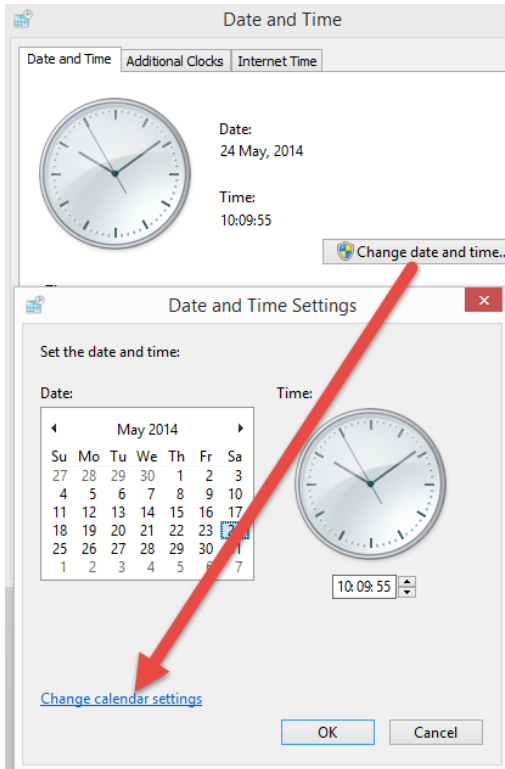 Date and Time
Date and Time Additional Clocks Internet Time
Date:
24 May, 2014
Time:
10:09:55
Change date and time...
Date and Time Settings
Set the date and time:
Date:
Time:
May 2014
Su Mo Tu We Th Fr Sa
27 28 29 30 1 2 3
4 5 6 7 8 9 10
11 12 13 14 15 16 17
18 19 20 21 22 23
25 26 27 28 29 30
1 2 3 4 5 6 7
10: 09: 55
Change calendar settings
OK Cancel